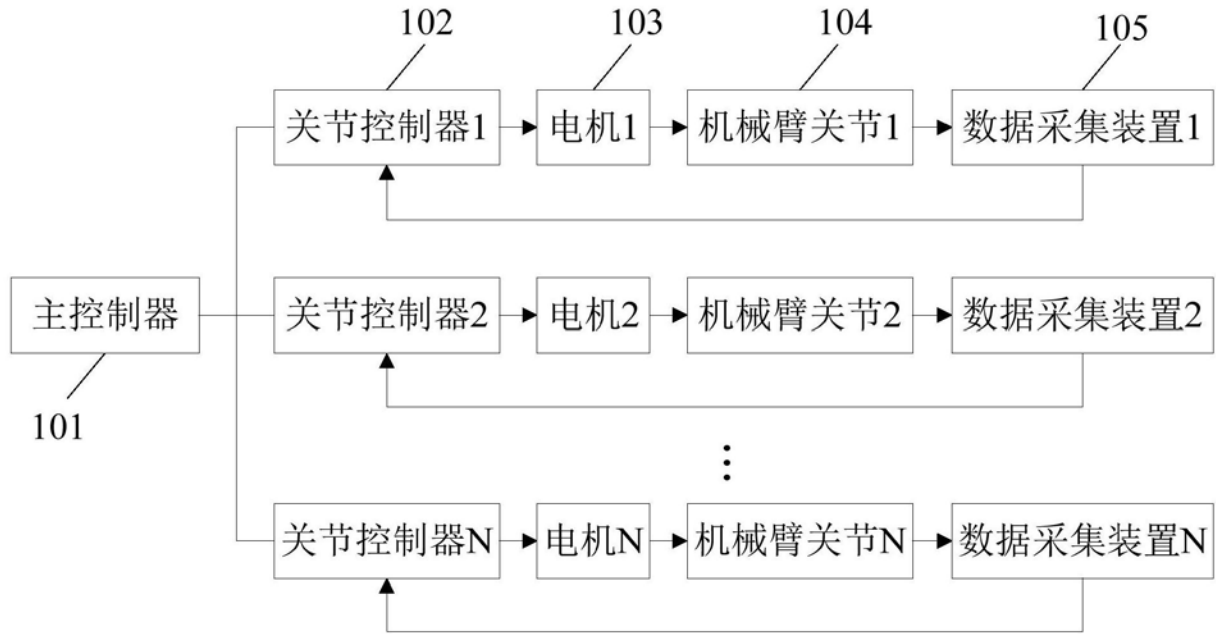 102
103
104
105
关节控制器1
电机1
机械臂关节1
数据采集装置1
主控制器
关节控制器2
电机2
机械臂关节2
数据采集装置2
101
关节控制器N
电机N
机械臂关节N
数据采集装置N